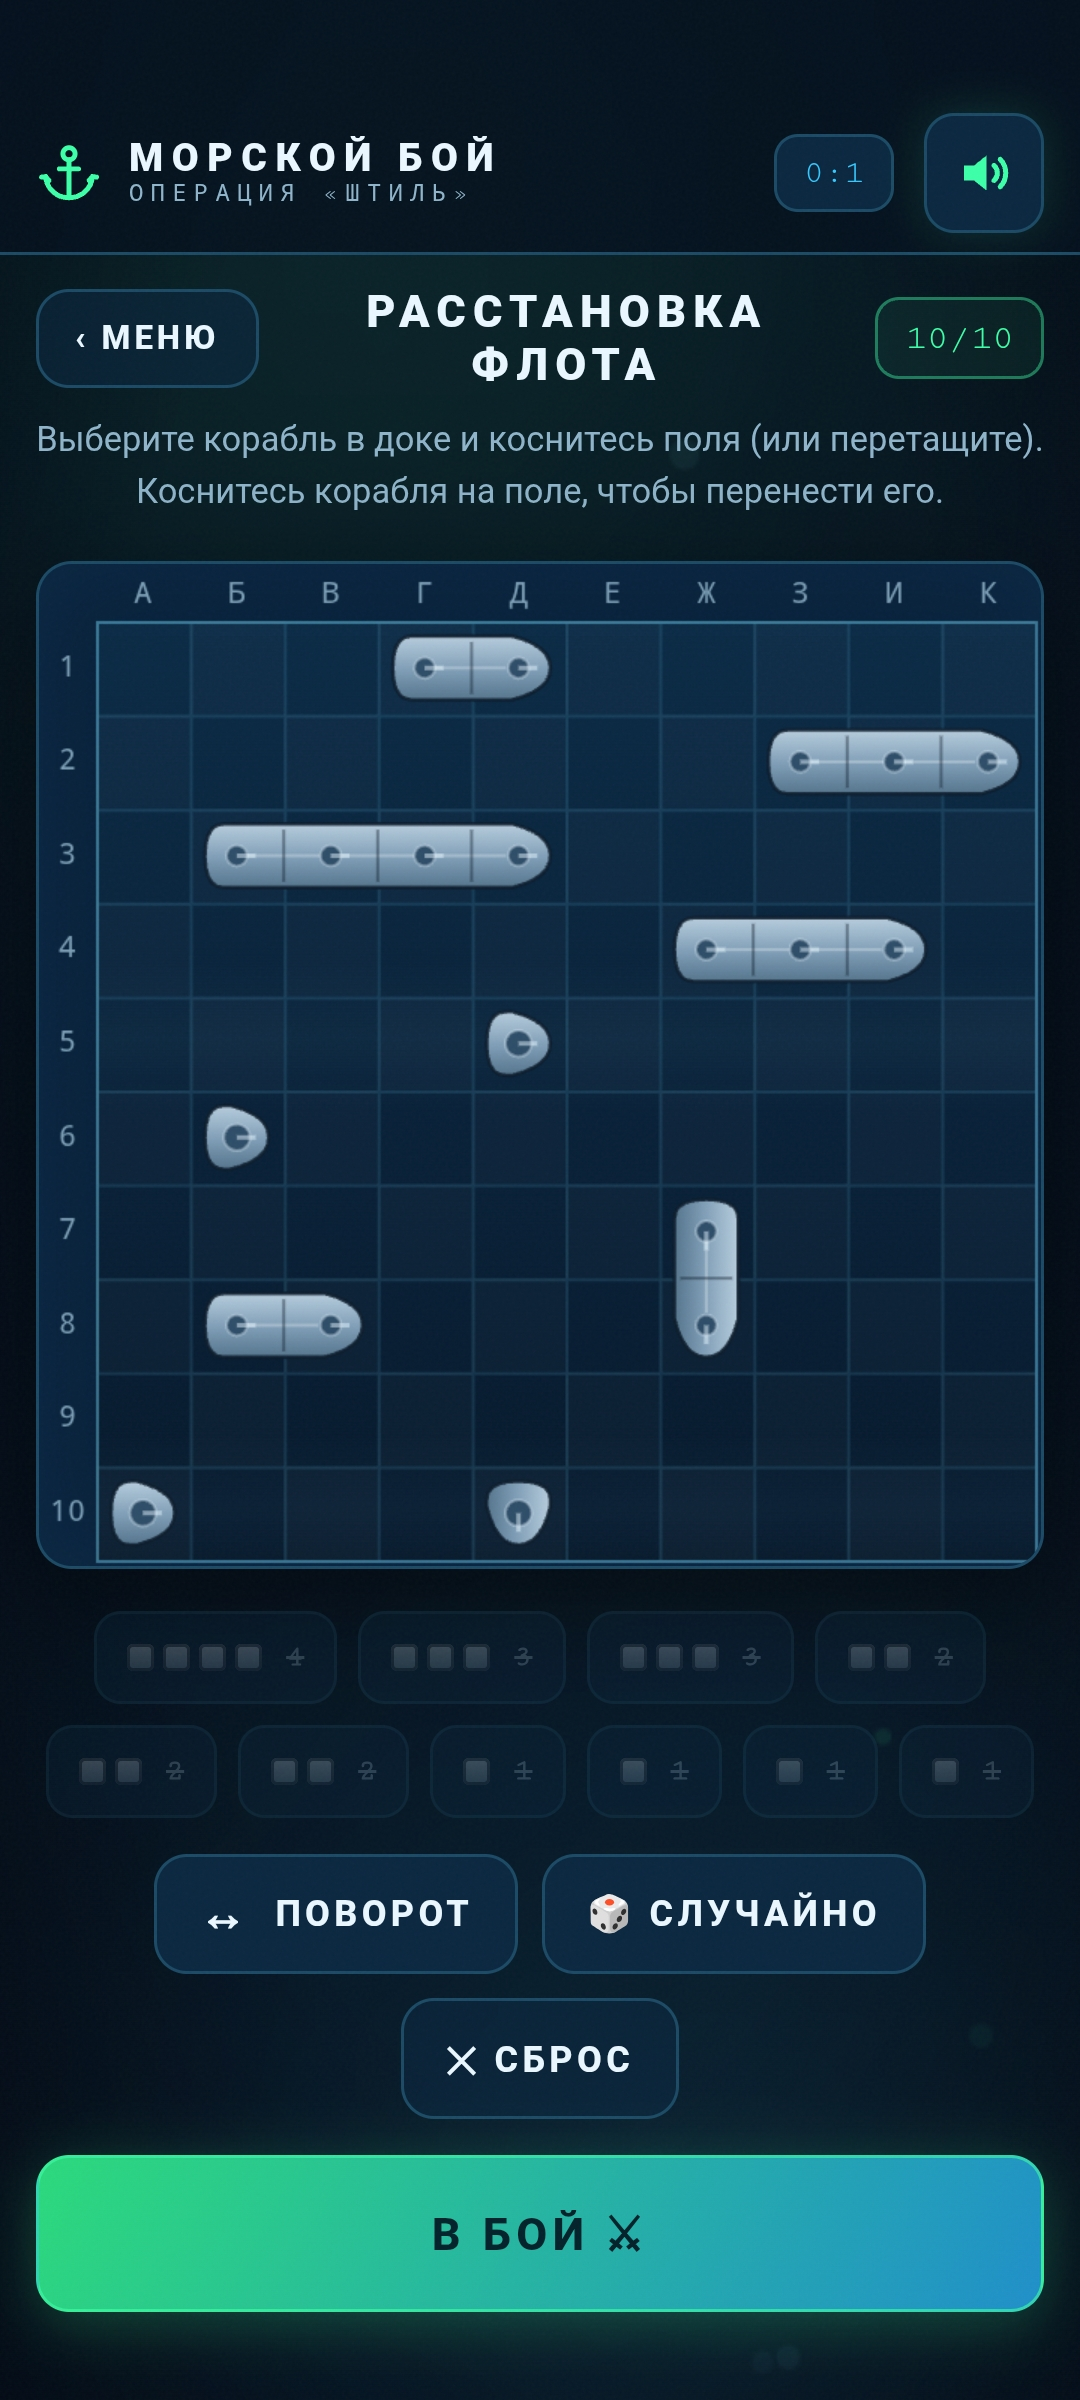 МОРСКОЙ БОЙ
ОПЕРАЦИЯ «ШТИЛЬ»
0:1
‹ МЕНЮ
РАССТАНОВКА
ФЛОТА
10/10
Выберите корабль в доке и коснитесь поля (или перетащите).
Коснитесь корабля на поле, чтобы перенести его.
А Б В Г Д Е Ж З И К
1
2
3
4
5
6
7
8
9
10
4 3 3 2
2 2 1 1 1 1
↔ ПОВОРОТ
🎲 СЛУЧАЙНО
✕ СБРОС
В БОЙ ⚔